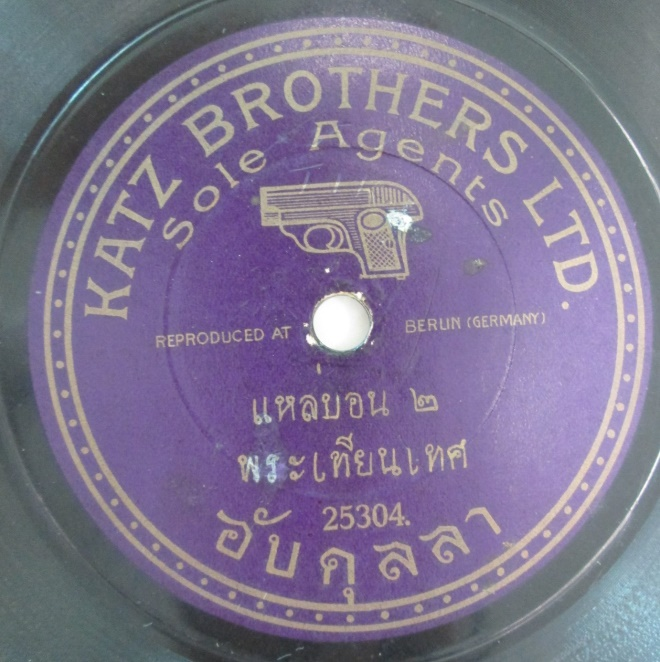 KATZ BROTHERS LTD.
Sole Agents
REPRODUCED AT BERLIN (GERMANY)
แหล่บอน ๒
พระเทียนเทศ
25304.
อับดุลลา